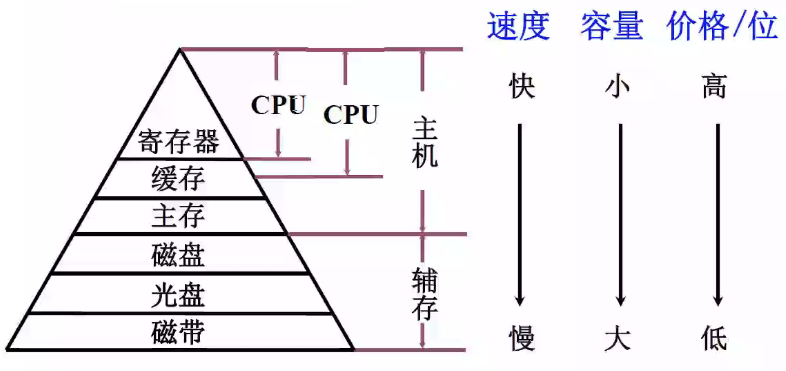 速度 容量 价格/位
快 小 高
CPU
CPU
主机
寄存器
缓存
主存
磁盘
辅存
光盘
磁带
慢 大 低